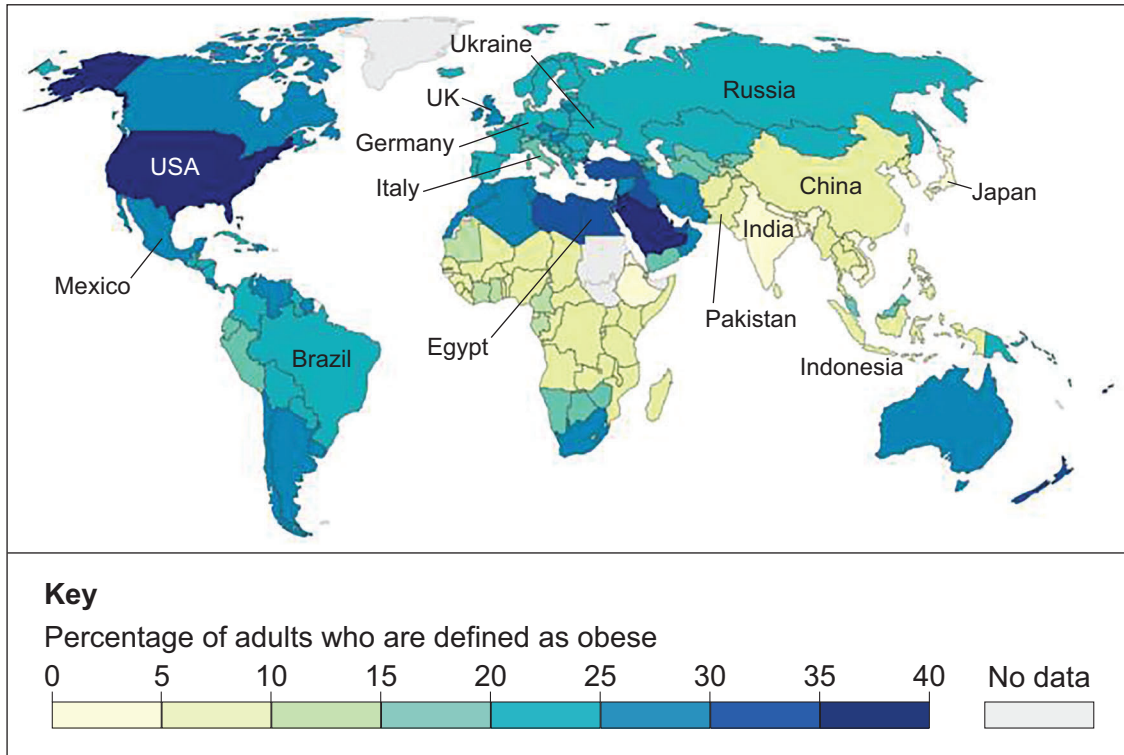 Ukraine
UK
Russia
Germany
USA
Italy
China
Japan
India
Mexico
Pakistan
Egypt
Brazil
Indonesia
Key
Percentage of adults who are defined as obese
0 5 10 15 20 25 30 35 40 No data